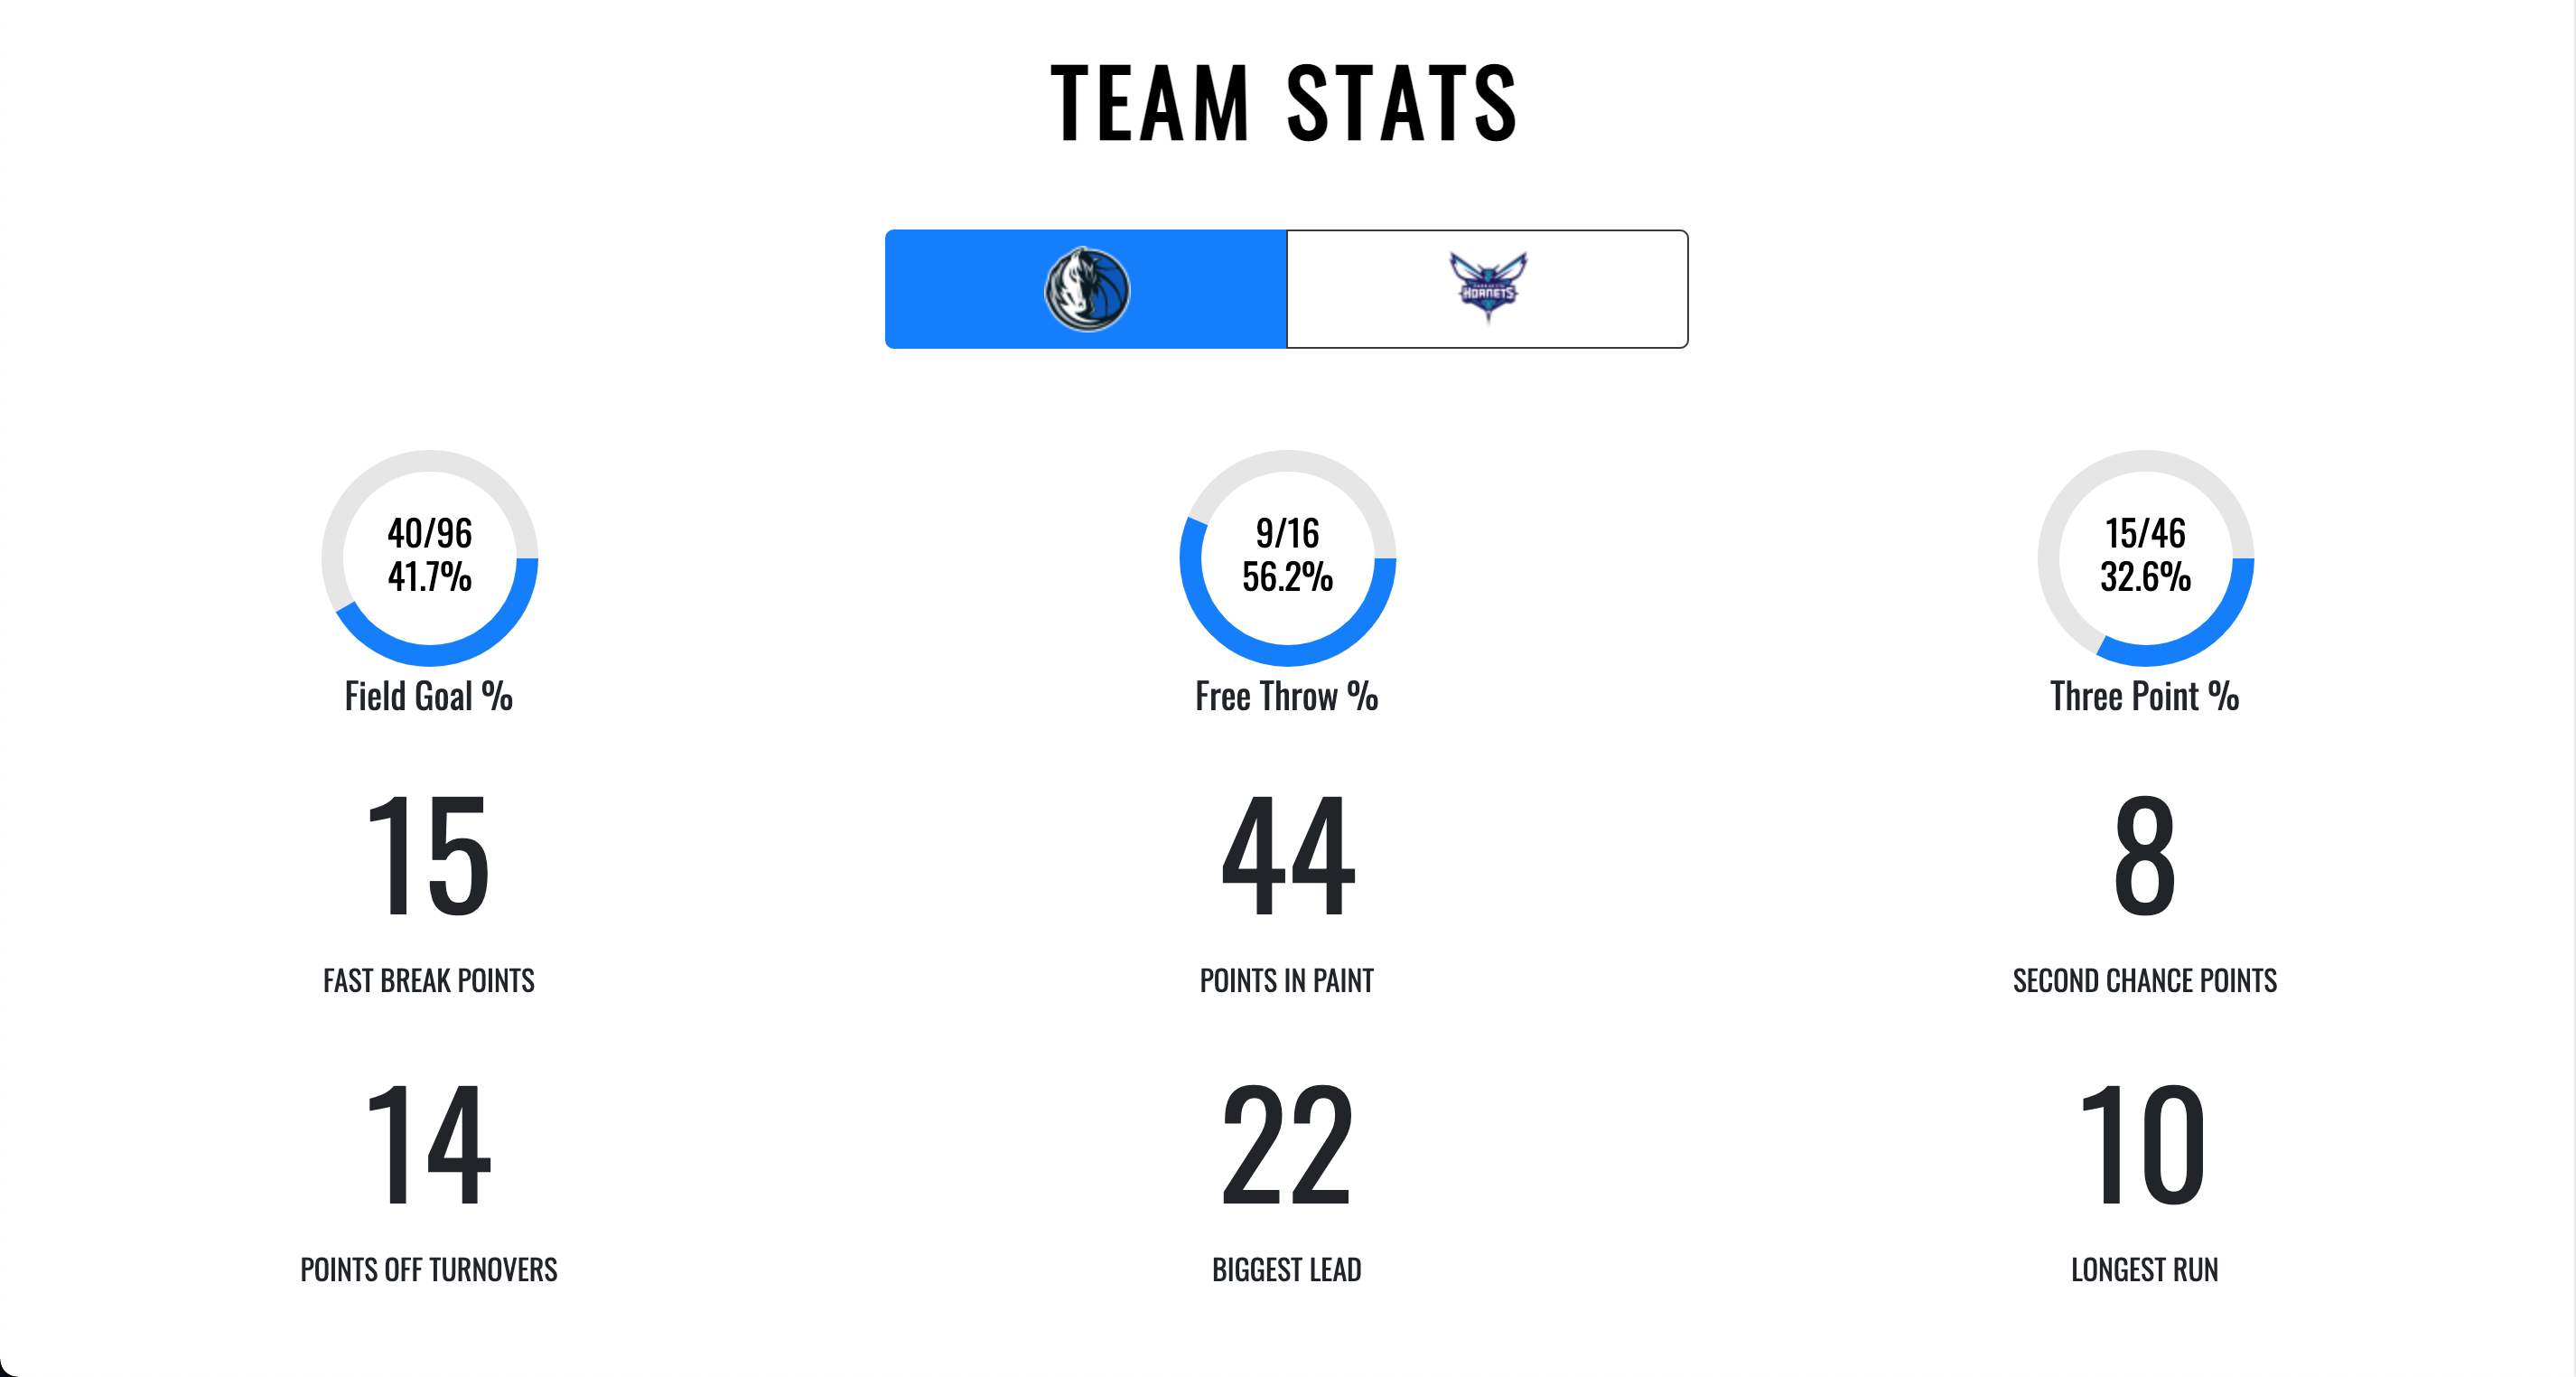 TEAM STATS
HORNETS
40/96
41.7%
Field Goal %
9/16
56.2%
Free Throw %
15/46
32.6%
Three Point %
15
FAST BREAK POINTS
44
POINTS IN PAINT
8
SECOND CHANCE POINTS
14
POINTS OFF TURNOVERS
22
BIGGEST LEAD
10
LONGEST RUN